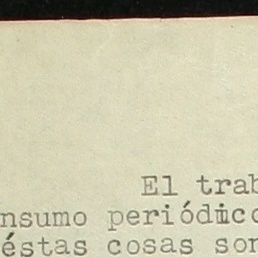 El trab
nsumo periódico
éstas cosas son